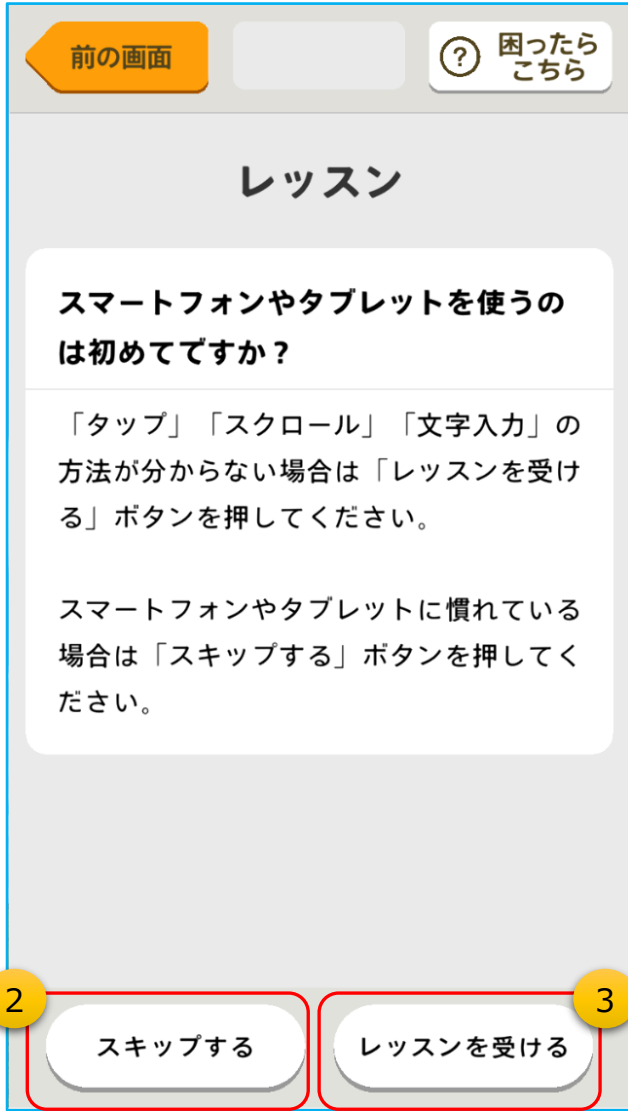 前の画面
困ったら
こちら
レッスン
スマートフォンやタブレットを使うの
は初めてですか？
「タップ」「スクロール」「文字入力」の
方法が分からない場合は「レッスンを受け
る」ボタンを押してください。
スマートフォンやタブレットに慣れている
場合は「スキップする」ボタンを押してく
ださい。
2
3
スキップする
レッスンを受ける